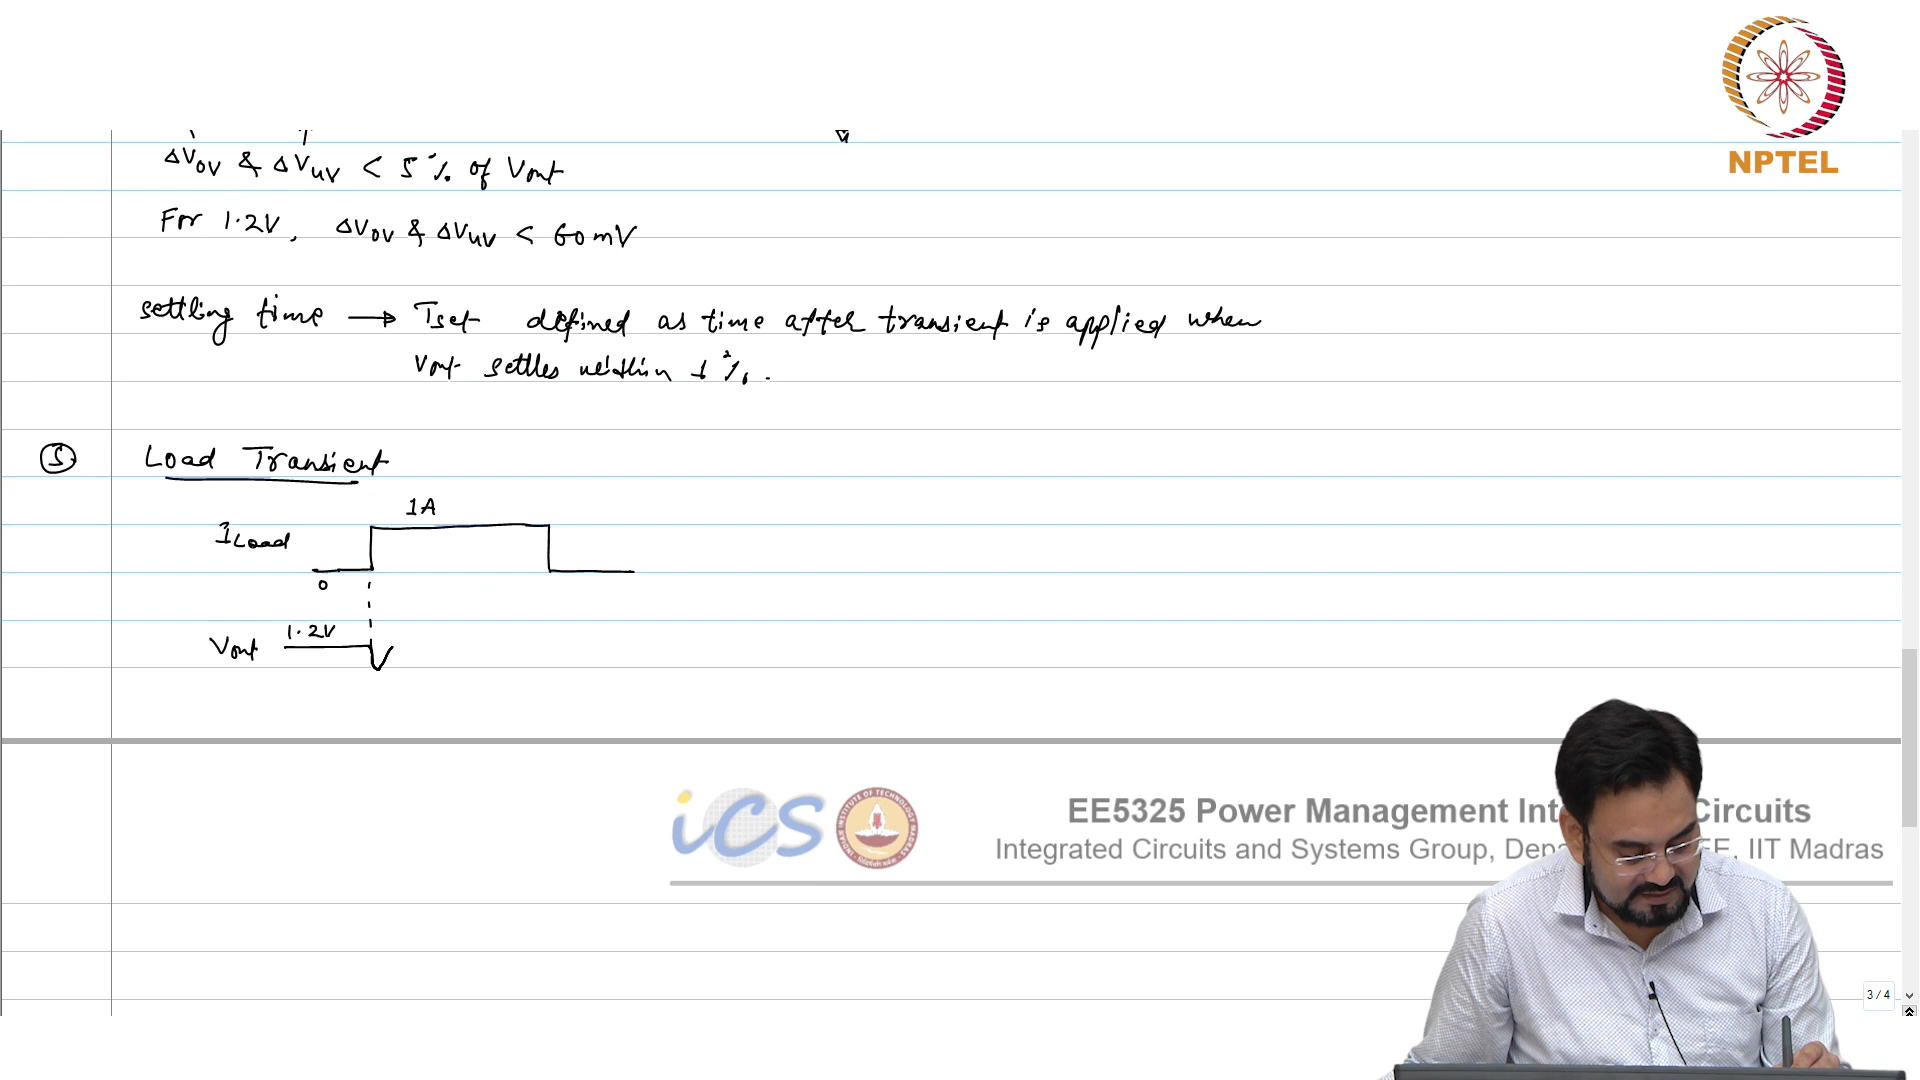 NPTEL
ΔVov & ΔVuv < 5% of Vout
For 1.2V, ΔVov & ΔVuv < 60mV
settling time → Tset defined as time after transient is applied when
Vout settles within 1%.
5 Load Transient
1A
ILoad
0
1.2V
Vout
ics
EE5325 Power Management Int Circuits
Integrated Circuits and Systems Group, Depa EE, IIT Madras
3 / 4